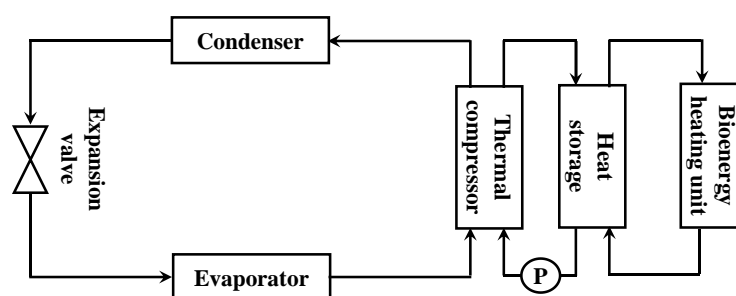 Condenser
Expansion
valve
Thermal
compressor
Heat
storage
Bioenergy
heating unit
Evaporator
P